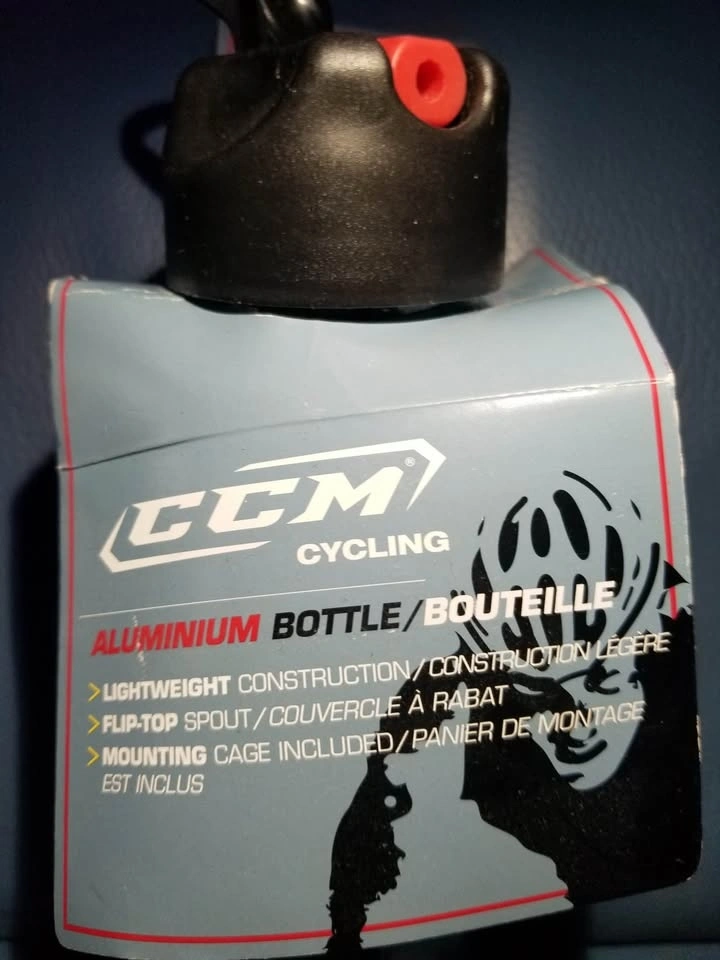 CCM®
CYCLING
ALUMINIUM BOTTLE/BOUTEILLE
>LIGHTWEIGHT CONSTRUCTION/CONSTRUCTION LÉGÈRE
>FLIP-TOP SPOUT/COUVERCLE À RABAT
>MOUNTING CAGE INCLUDED/PANIER DE MONTAGE
EST INCLUS